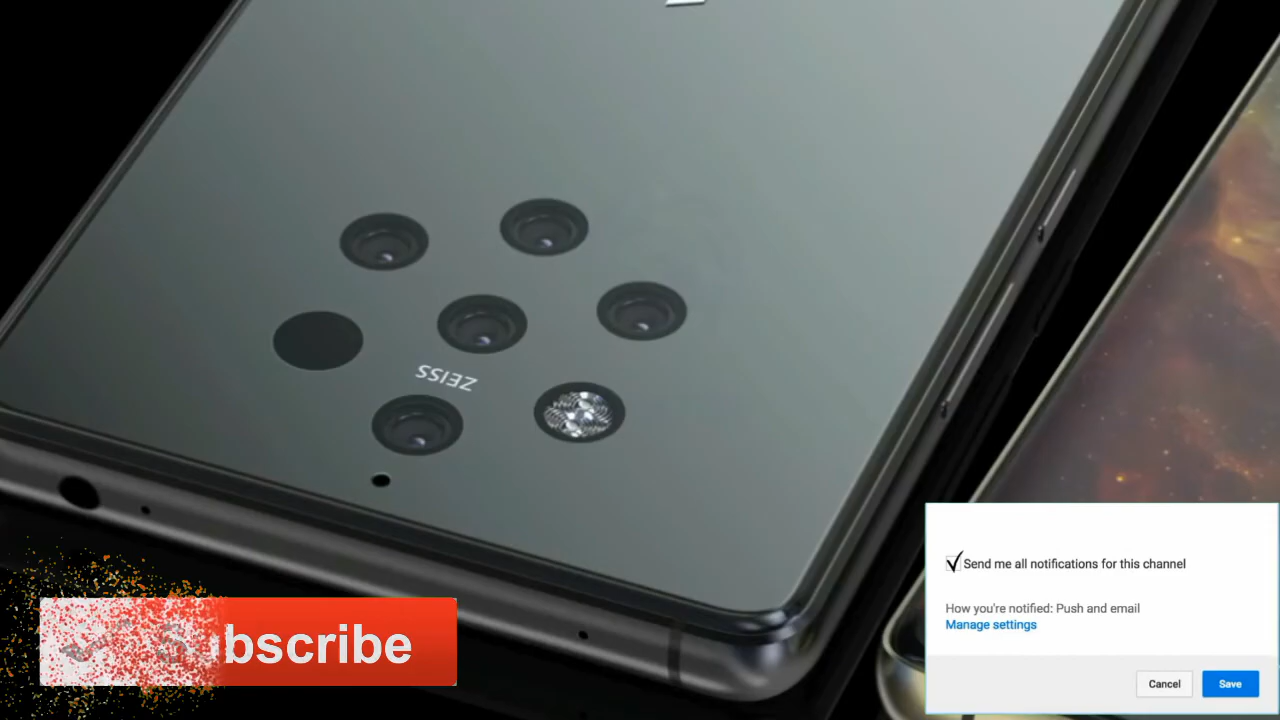 ZEISS
Send me all notifications for this channel
How you're notified: Push and email
Manage settings
Subscribe
Cancel
Save